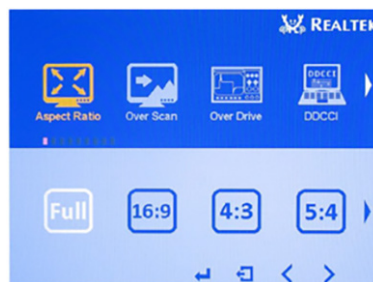 REALTEK
Aspect Ratio Over Scan Over Drive DDCCI
DDCCI
Full 16:9 4:3 5:4